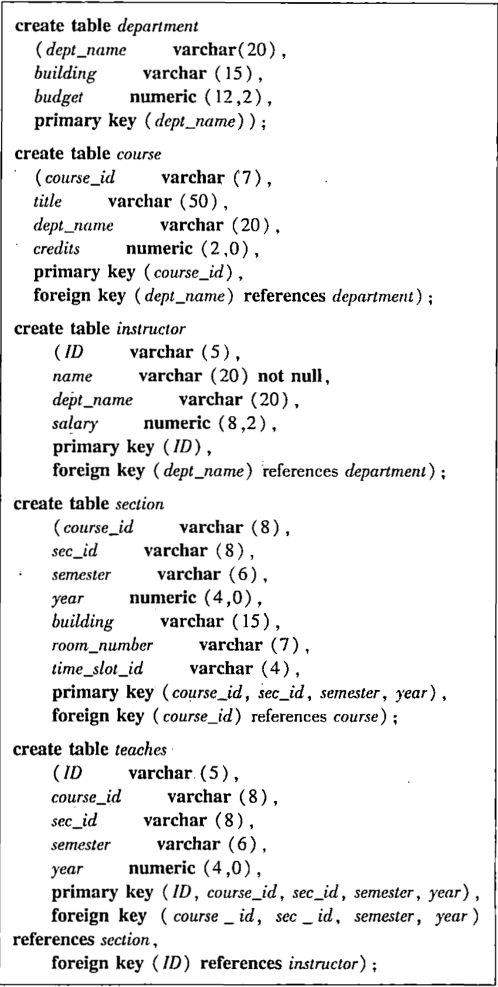 create table department
(dept_name varchar(20),
building varchar (15),
budget numeric (12,2),
primary key (dept_name));
create table course
(course_id varchar (7),
title varchar (50),
dept_name varchar (20),
credits numeric (2,0),
primary key (course_id),
foreign key (dept_name) references department);
create table instructor
(ID varchar (5),
name varchar (20) not null,
dept_name varchar (20),
salary numeric (8,2),
primary key (ID),
foreign key (dept_name) references department);
create table section
(course_id varchar (8),
sec_id varchar (8),
semester varchar (6),
year numeric (4,0),
building varchar (15),
room_number varchar (7),
time_slot_id varchar (4),
primary key (course_id, sec_id, semester, year),
foreign key (course_id) references course);
create table teaches
(ID varchar (5),
course_id varchar (8),
sec_id varchar (8),
semester varchar (6),
year numeric (4,0),
primary key (ID, course_id, sec_id, semester, year),
foreign key (course _ id, sec _ id, semester, year)
references section,
foreign key (ID) references instructor);